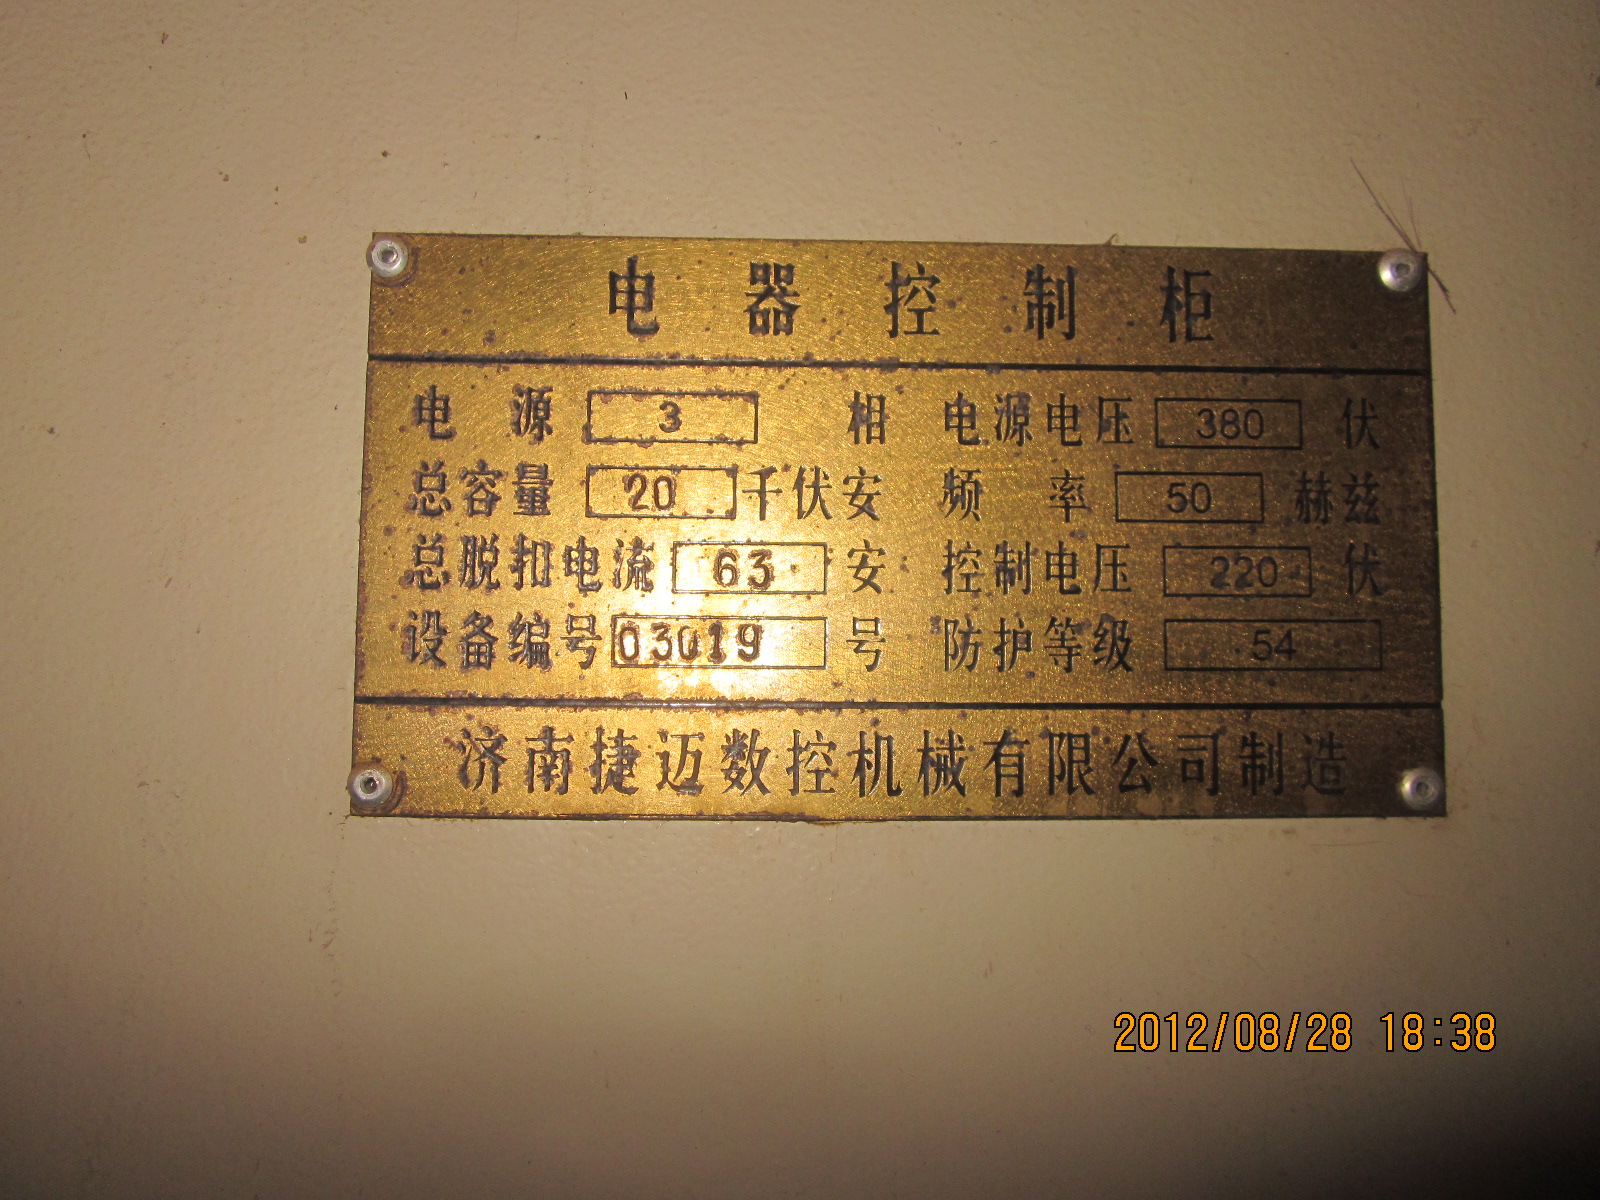 电器控制柜
电源 3 相 电源电压 380 伏
总容量 20 千伏安 频率 50 赫兹
总脱扣电流 63 安 控制电压 220 伏
设备编号 03019 号 防护等级 54
济南捷迈数控机械有限公司制造
2012/08/28 18:38